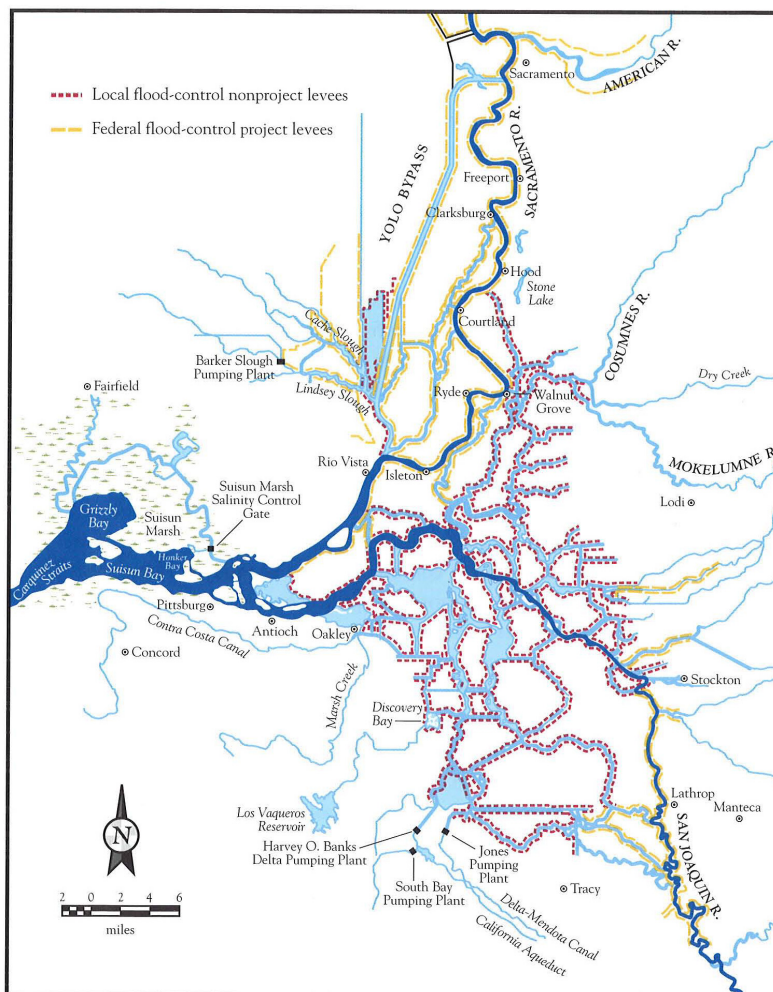 Sacramento
AMERICAN R.
Local flood-control nonproject levees
Federal flood-control project levees
SACRAMENTO R.
YOLO BYPASS
Freeport
Clarksburg
Hood
Stone
Lake
Courtland
COSUMNES R.
Cache Slough
Barker Slough
Pumping Plant
Lindsey Slough
Dry Creek
Fairfield
Ryde
Walnut
Grove
MOKELUMNE R.
Rio Vista
Isleton
Lodi
Suisun Marsh
Salinity Control
Gate
Grizzly
Bay
Suisun
Marsh
Honker
Bay
Carquinez
Straits
Suisun Bay
Pittsburg
Antioch
Oakley
Contra Costa Canal
Concord
Marsh Creek
Stockton
Discovery
Bay
Los Vaqueros
Reservoir
Lathrop
Manteca
SAN JOAQUIN R.
Harvey O. Banks
Delta Pumping Plant
Jones
Pumping
Plant
South Bay
Pumping Plant
Tracy
Delta-Mendota Canal
California Aqueduct
N
2 0 2 4 6
miles